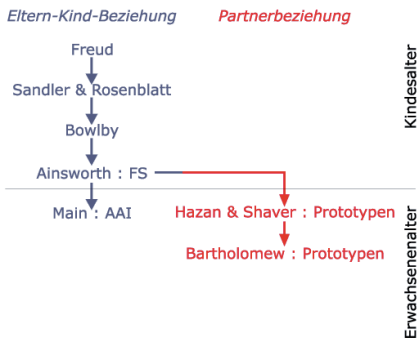 Eltern-Kind-Beziehung Partnerbeziehung
Freud
Sandler & Rosenblatt
Bowlby
Ainsworth : FS
Main : AAI
Hazan & Shaver : Prototypen
Bartholomew : Prototypen
Kindesalter
Erwachsenenalter